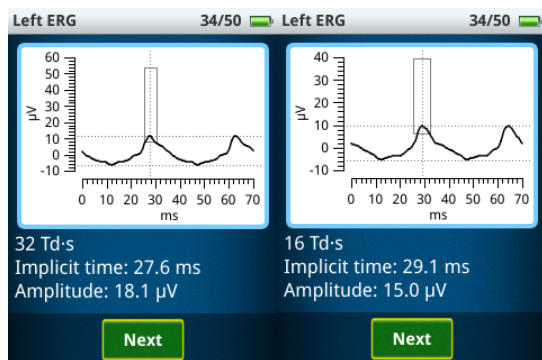 Left ERG 34/50
60
50
40
30
20
10
0
-10
μV
0 10 20 30 40 50 60 70
ms
32 Td·s
Implicit time: 27.6 ms
Amplitude: 18.1 μV
Next
Left ERG 34/50
40
30
20
10
0
-10
μV
0 10 20 30 40 50 60 70
ms
16 Td·s
Implicit time: 29.1 ms
Amplitude: 15.0 μV
Next